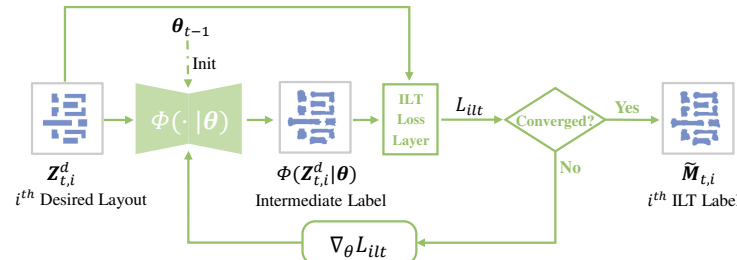 θ_{t−1}
Init
Φ(· |θ)
ILT
Loss
Layer
L_{ilt}
Converged?
Yes
No
Z^d_{t,i}
i^{th} Desired Layout
Φ(Z^d_{t,i}|θ)
Intermediate Label
M̃_{t,i}
i^{th} ILT Label
∇_θ L_{ilt}